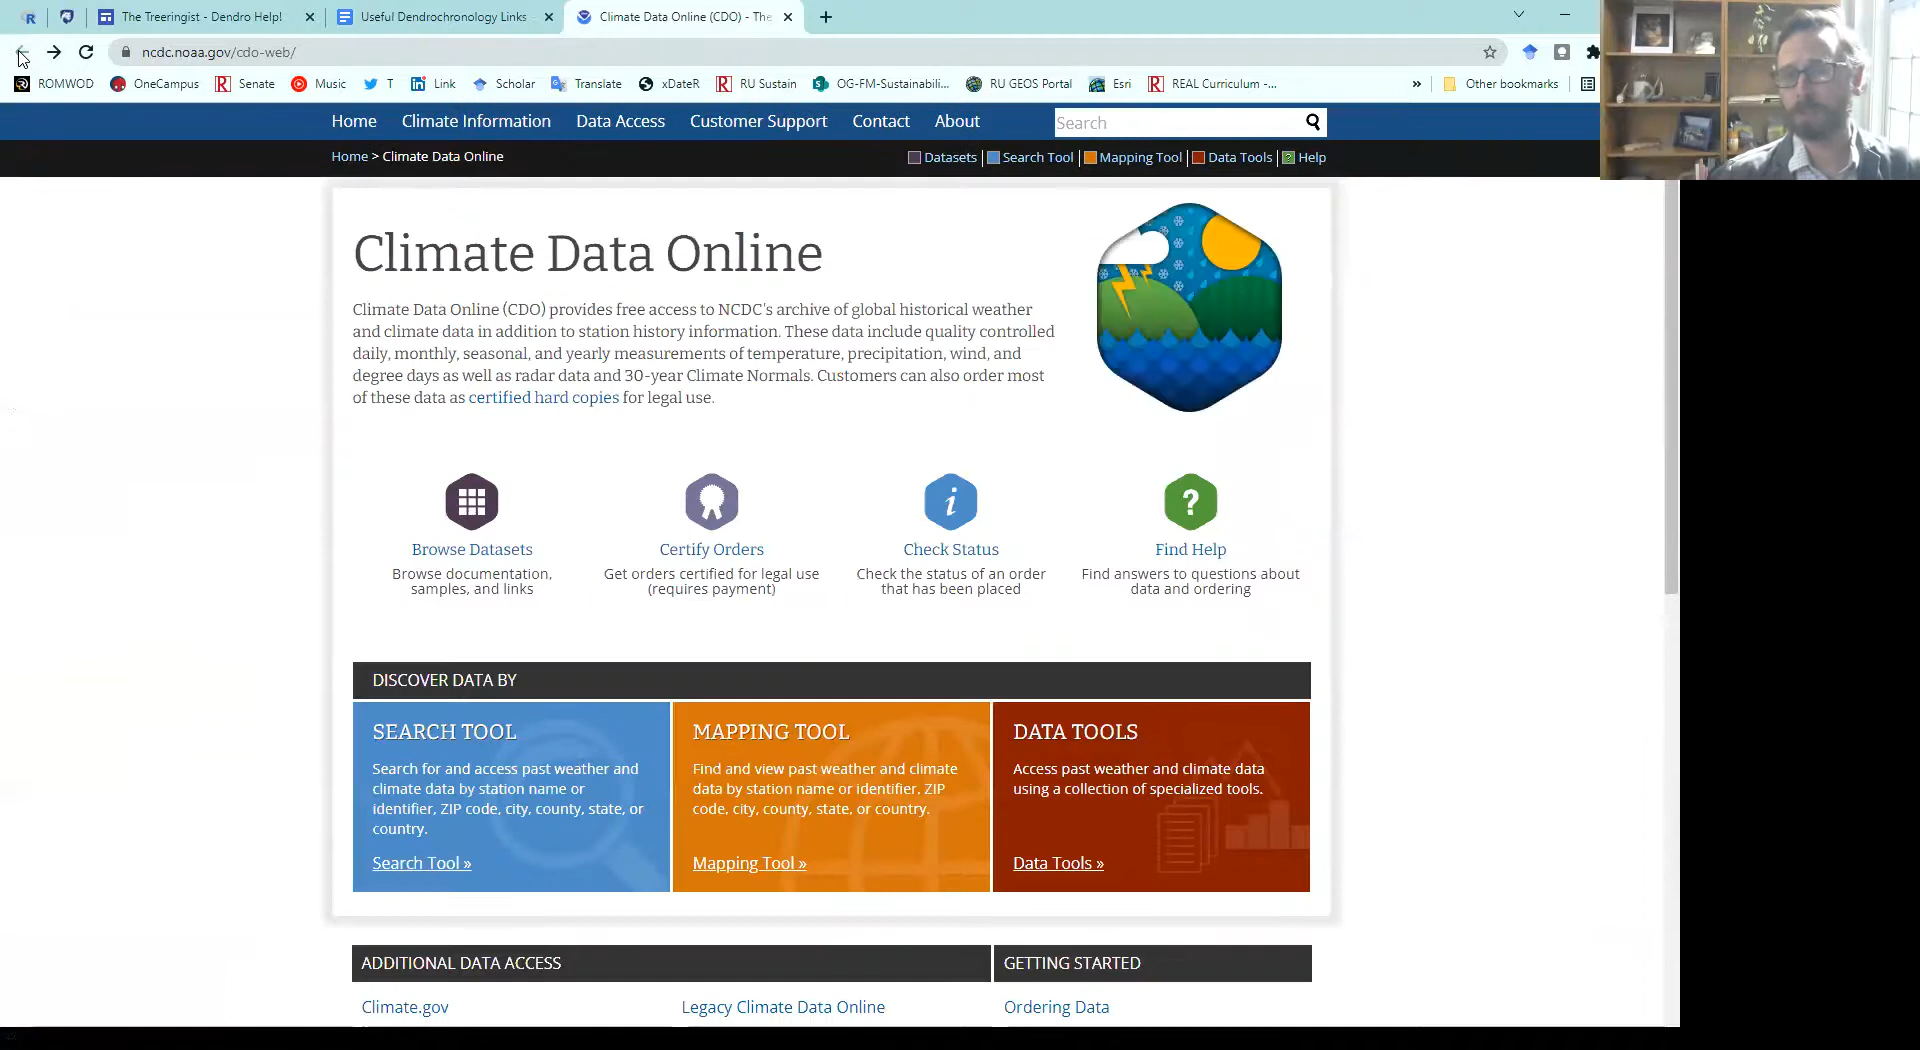 The Treeringist - Dendro Help!
Useful Dendrochronology Links
Climate Data Online (CDO) - The
ncdc.noaa.gov/cdo-web/
ROMWOD
OneCampus
Senate
Music
T
Link
Scholar
Translate
xDateR
RU Sustain
OG-FM-Sustainabili...
RU GEOS Portal
Esri
REAL Curriculum -...
»
Other bookmarks
Home
Climate Information
Data Access
Customer Support
Contact
About
Search
Home > Climate Data Online
Datasets
Search Tool
Mapping Tool
Data Tools
Help
Climate Data Online
Climate Data Online (CDO) provides free access to NCDC's archive of global historical weather
and climate data in addition to station history information. These data include quality controlled
daily, monthly, seasonal, and yearly measurements of temperature, precipitation, wind, and
degree days as well as radar data and 30-year Climate Normals. Customers can also order most
of these data as certified hard copies for legal use.
Browse Datasets
Browse documentation,
samples, and links
Certify Orders
Get orders certified for legal use
(requires payment)
Check Status
Check the status of an order
that has been placed
Find Help
Find answers to questions about
data and ordering
DISCOVER DATA BY
SEARCH TOOL
Search for and access past weather and
climate data by station name or
identifier, ZIP code, city, county, state, or
country.
Search Tool »
MAPPING TOOL
Find and view past weather and climate
data by station name or identifier, ZIP
code, city, county, state, or country.
Mapping Tool »
DATA TOOLS
Access past weather and climate data
using a collection of specialized tools.
Data Tools »
ADDITIONAL DATA ACCESS
Climate.gov
Legacy Climate Data Online
GETTING STARTED
Ordering Data